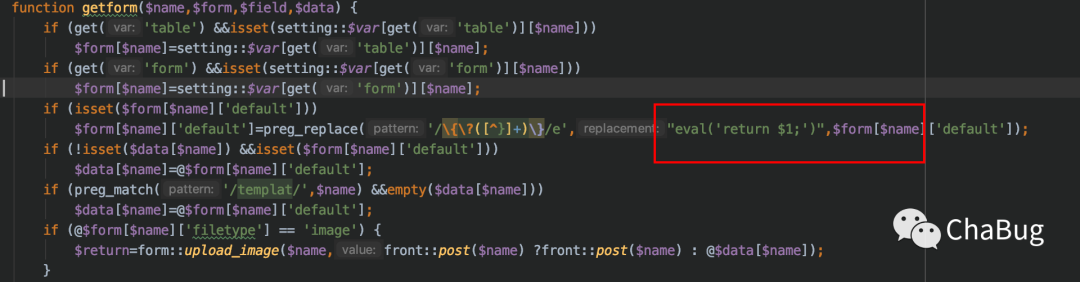 function getform($name,$form,$field,$data) {
if (get( var: 'table') &&isset(setting::$var[get( var: 'table')][$name]))
$form[$name]=setting::$var[get( var: 'table')][$name];
if (get( var: 'form') &&isset(setting::$var[get( var: 'form')][$name]))
$form[$name]=setting::$var[get( var: 'form')][$name];
if (isset($form[$name]['default']))
$form[$name]['default']=preg_replace( pattern: '/\{\?([^}]+)\}/e', replacement: "eval('return $1;')",$form[$name]['default']);
if (!isset($data[$name]) &&isset($form[$name]['default']))
$data[$name]=@$form[$name]['default'];
if (preg_match( pattern: '/templat/',$name) &&empty($data[$name]))
$data[$name]=@$form[$name]['default'];
if (@$form[$name]['filetype'] == 'image') {
$return=form::upload_image($name, value: front::post($name) ?front::post($name) : @$data[$name]);
}
ChaBug